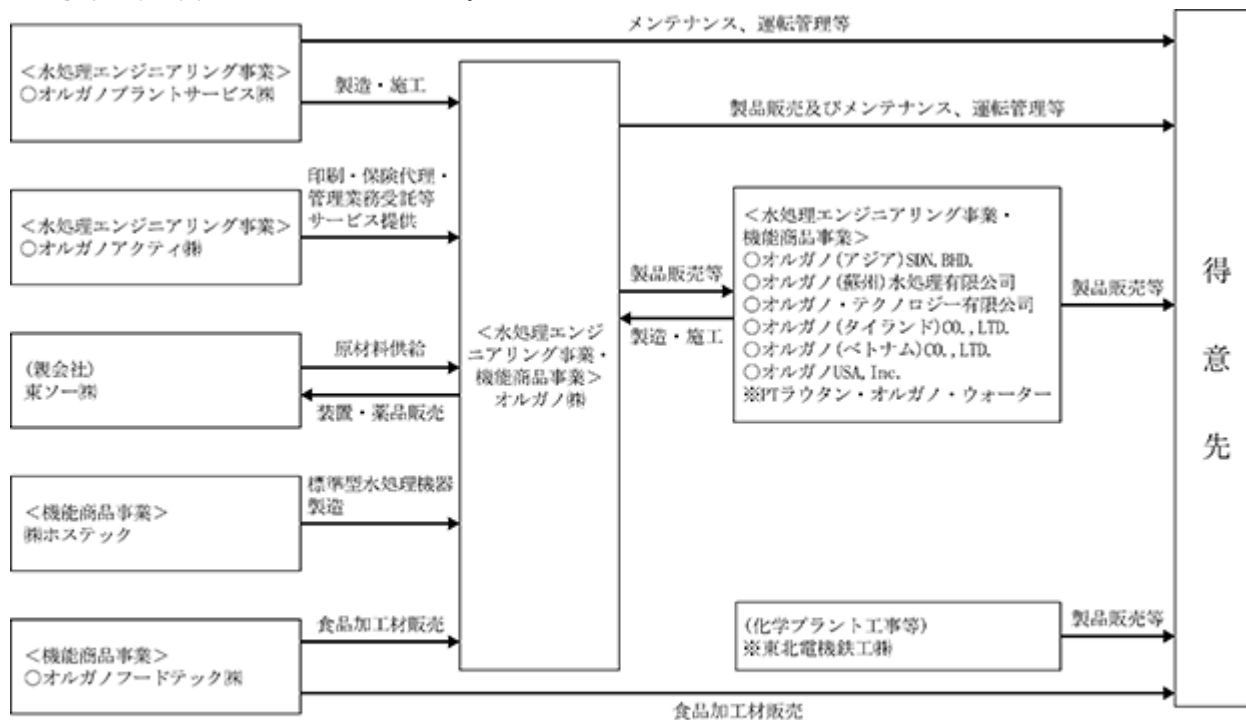 メンテナンス、運転管理等
<水処理エンジニアリング事業>
○オルガノプラントサービス㈱
製造・施工
製品販売及びメンテナンス、運転管理等
印刷・保険代理・
管理業務受託等
サービス提供
<水処理エンジニアリング事業>
○オルガノアクティ㈱
<水処理エンジニアリング事業・
機能商品事業>
○オルガノ(アジア)SDN.BHD.
○オルガノ(蘇州)水処理有限公司
○オルガノ・テクノロジー有限公司
○オルガノ(タイランド)CO.,LTD.
○オルガノ(ベトナム)CO.,LTD.
○オルガノUSA,Inc.
※PTラウタン・オルガノ・ウォーター
製品販売等
製造・施工
製品販売等
得意先
<水処理エンジ
ニアリング事業・
機能商品事業>
オルガノ㈱
(親会社)
東ソー㈱
原材料供給
装置・薬品販売
<機能商品事業>
㈱ホステック
標準型水処理機器
製造
<機能商品事業>
○オルガノフードテック㈱
食品加工材販売
(化学プラント工事等)
※東北電機鉄工㈱
製品販売等
食品加工材販売